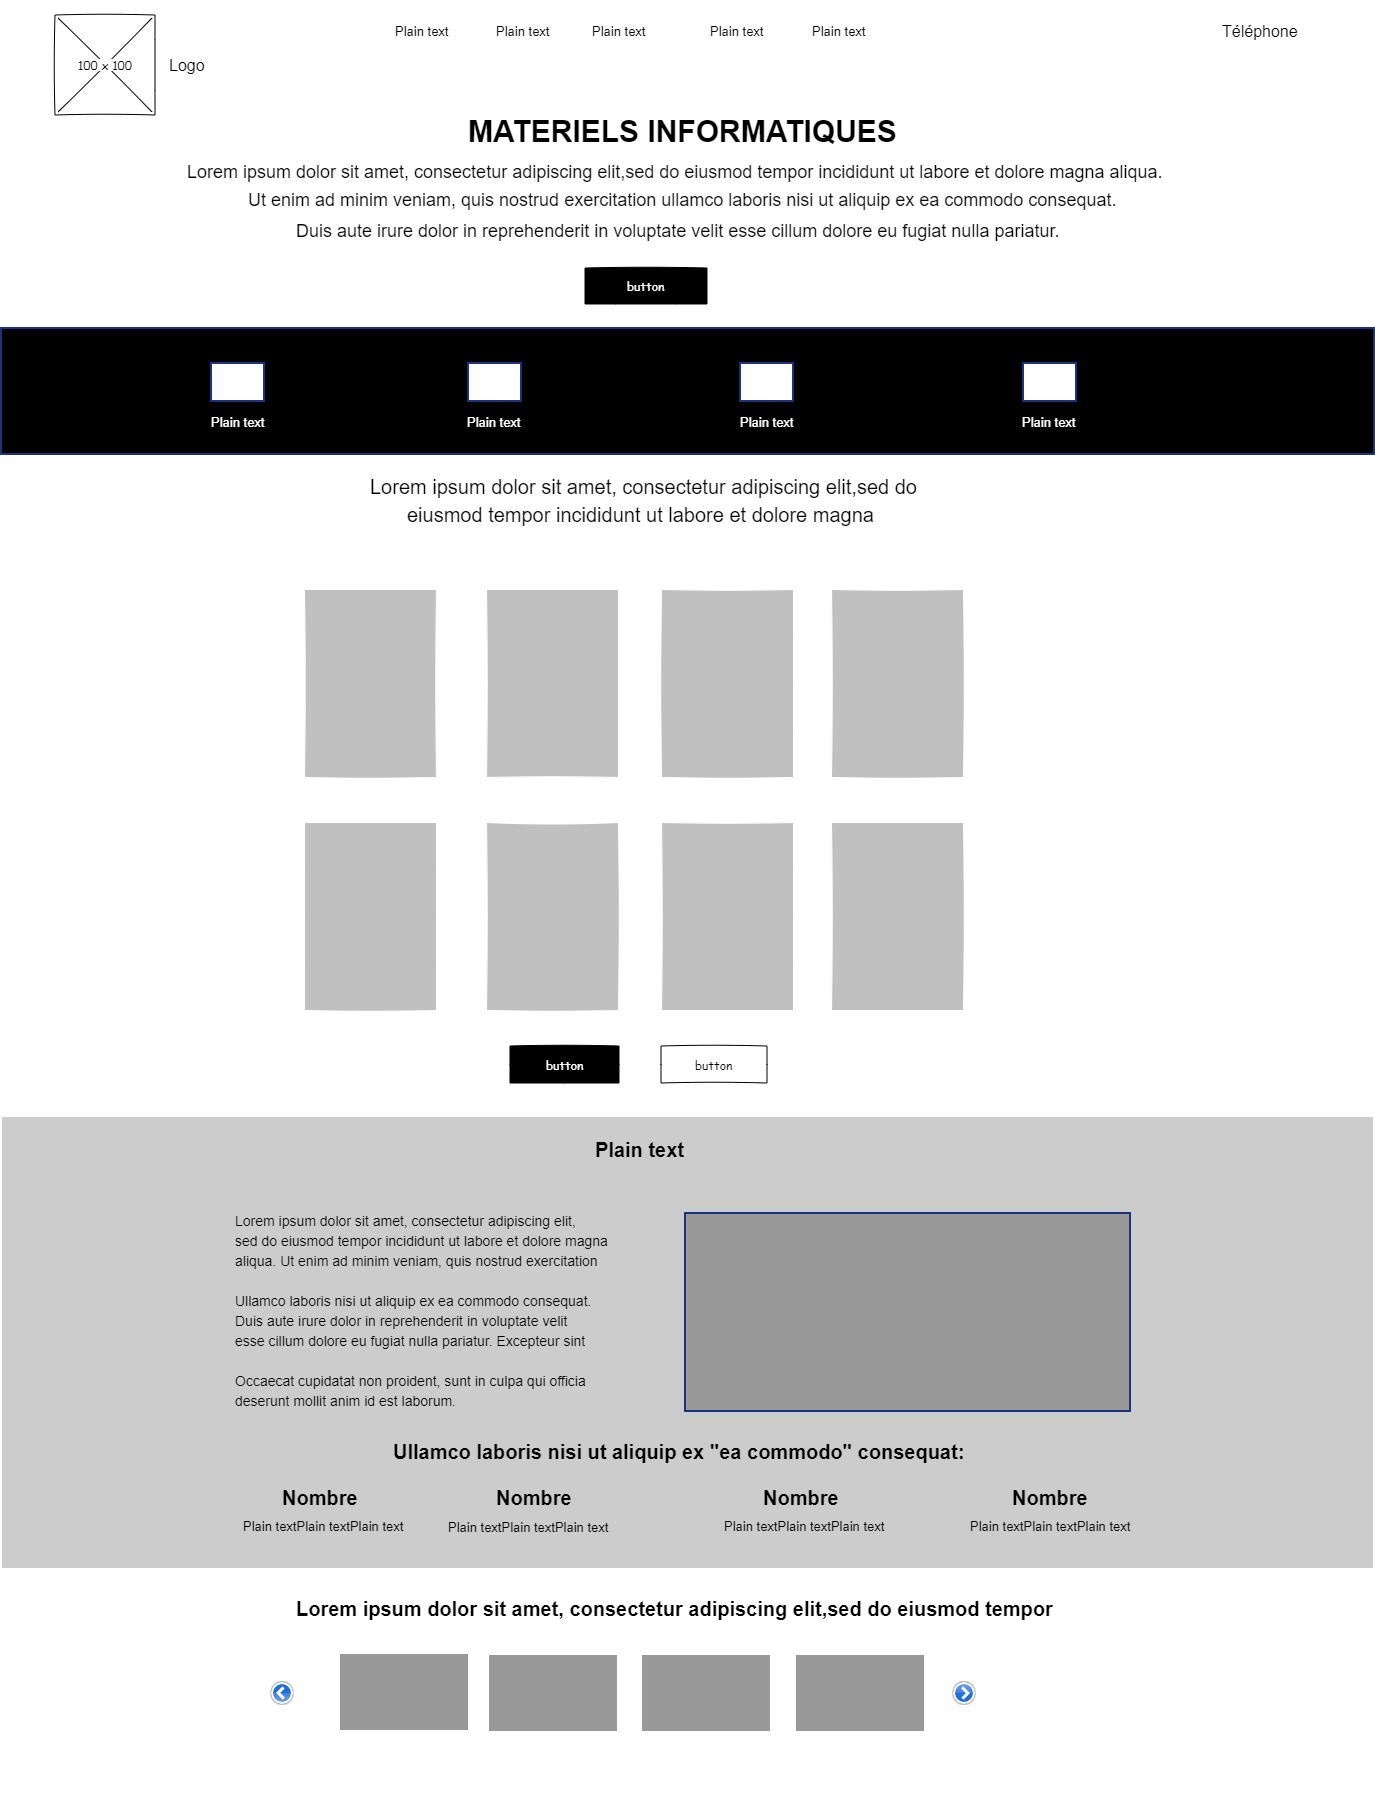 Plain text
Plain text
Plain text
Plain text
Plain text
Téléphone
100 x 100
Logo
MATERIELS INFORMATIQUES
Lorem ipsum dolor sit amet, consectetur adipiscing elit,sed do eiusmod tempor incididunt ut labore et dolore magna aliqua.
Ut enim ad minim veniam, quis nostrud exercitation ullamco laboris nisi ut aliquip ex ea commodo consequat.
Duis aute irure dolor in reprehenderit in voluptate velit esse cillum dolore eu fugiat nulla pariatur.
button
Plain text
Plain text
Plain text
Plain text
Lorem ipsum dolor sit amet, consectetur adipiscing elit,sed do
eiusmod tempor incididunt ut labore et dolore magna
button
button
Plain text
Lorem ipsum dolor sit amet, consectetur adipiscing elit,
sed do eiusmod tempor incididunt ut labore et dolore magna
aliqua. Ut enim ad minim veniam, quis nostrud exercitation
Ullamco laboris nisi ut aliquip ex ea commodo consequat.
Duis aute irure dolor in reprehenderit in voluptate velit
esse cillum dolore eu fugiat nulla pariatur. Excepteur sint
Occaecat cupidatat non proident, sunt in culpa qui officia
deserunt mollit anim id est laborum.
Ullamco laboris nisi ut aliquip ex "ea commodo" consequat:
Nombre
Plain textPlain textPlain text
Nombre
Plain textPlain textPlain text
Nombre
Plain textPlain textPlain text
Nombre
Plain textPlain textPlain text
Lorem ipsum dolor sit amet, consectetur adipiscing elit,sed do eiusmod tempor